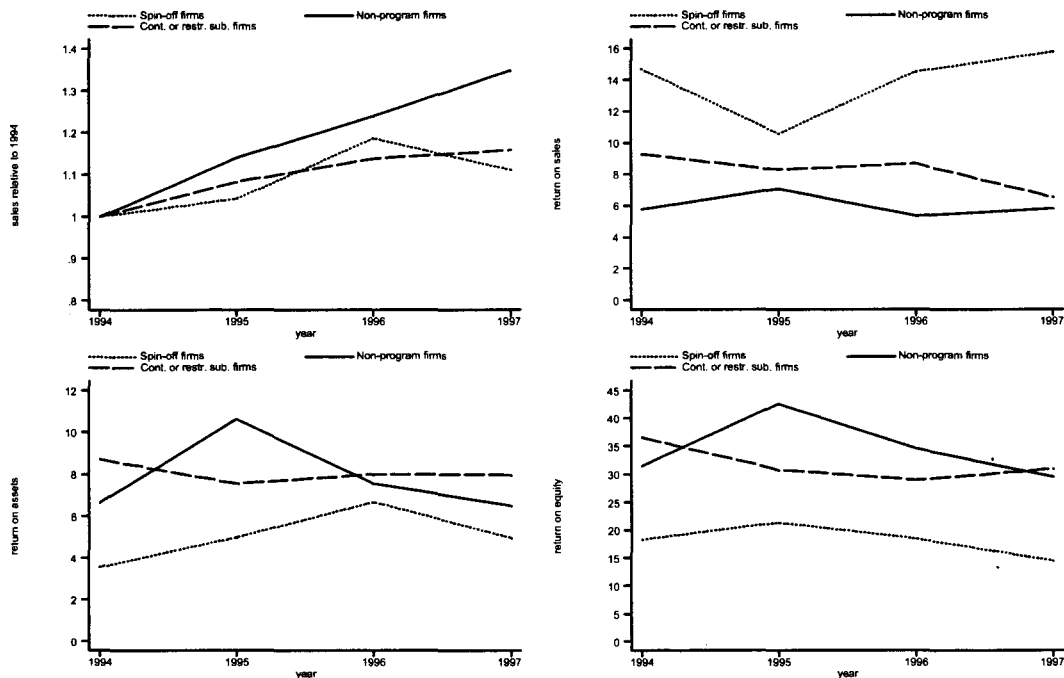 Spin-off firms Non-program firms
Cont. or restr. sub. firms
1.4
1.3
1.2
1.1
1
.9
.8
sales relative to 1994
1994 1995 1996 1997
year
Spin-off firms Non-program firms
Cont. or restr. sub. firms
16
14
12
10
8
6
4
2
0
return on sales
1994 1995 1996 1997
year
Spin-off firms Non-program firms
Cont. or restr. sub. firms
12
10
8
6
4
2
0
return on assets
1994 1995 1996 1997
year
Spin-off firms Non-program firms
Cont. or restr. sub. firms
45
40
35
30
25
20
15
10
5
0
return on equity
1994 1995 1996 1997
year